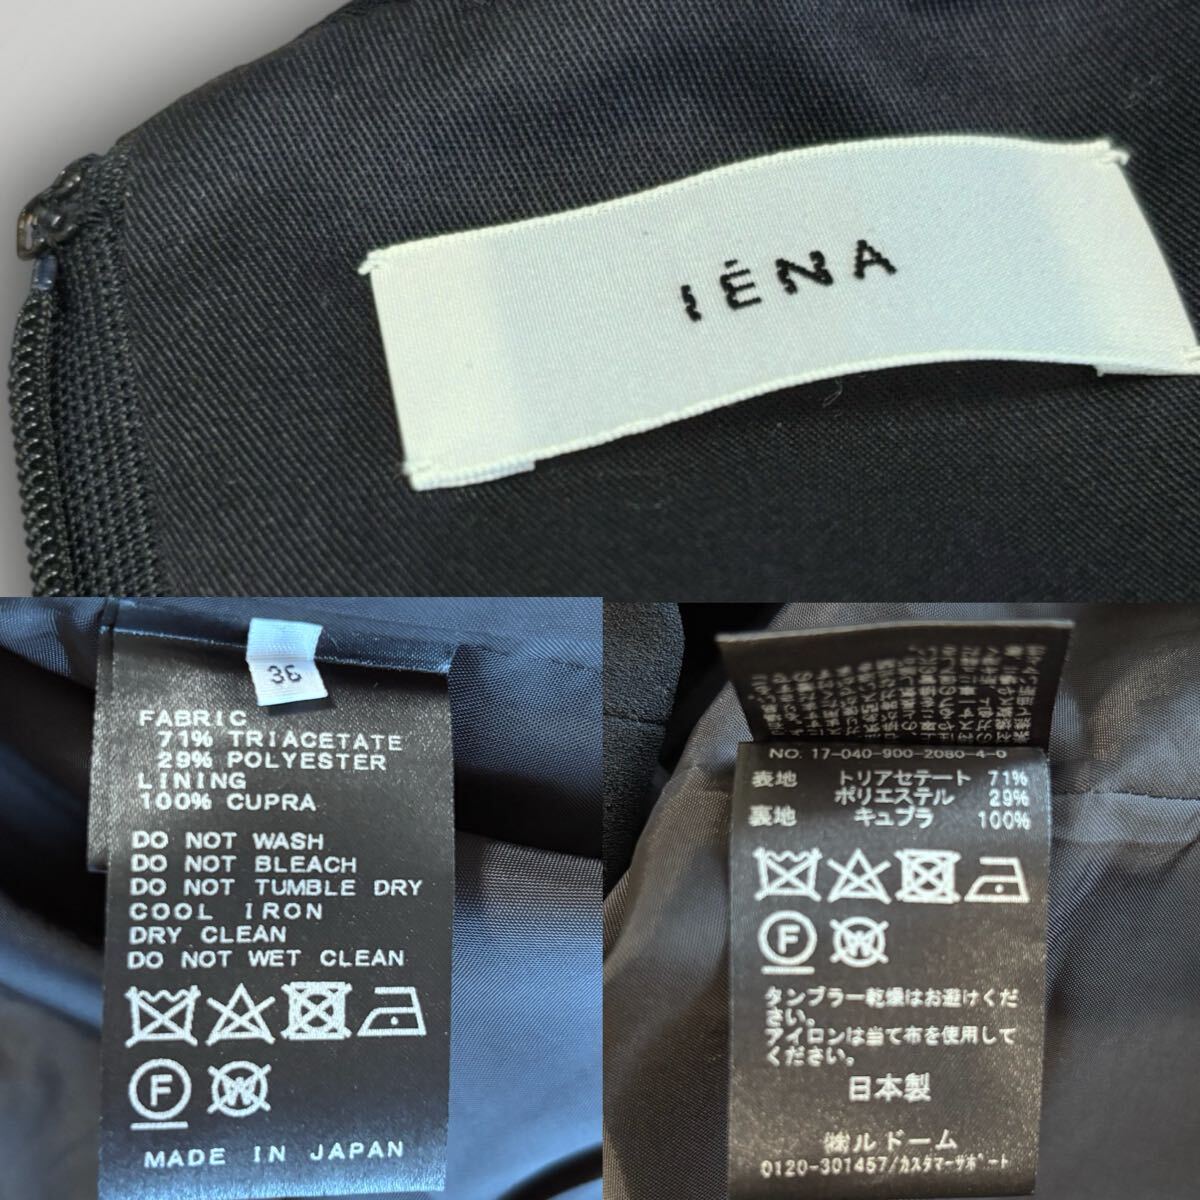 IÉNA
36
FABRIC
71% TRIACETATE
29% POLYESTER
LINING
100% CUPRA
DO NOT WASH
DO NOT BLEACH
DO NOT TUMBLE DRY
COOL IRON
DRY CLEAN
DO NOT WET CLEAN
F W
MADE IN JAPAN
NO. 17-040-900-2080-4-0
表地 トリアセテート 71%
ポリエステル 29%
裏地 キュプラ 100%
F W
タンブラー乾燥はお避けくだ
さい。
アイロンは当て布を使用して
ください。
日本製
㈱ルドーム
0120-301457/カスタマーサポート